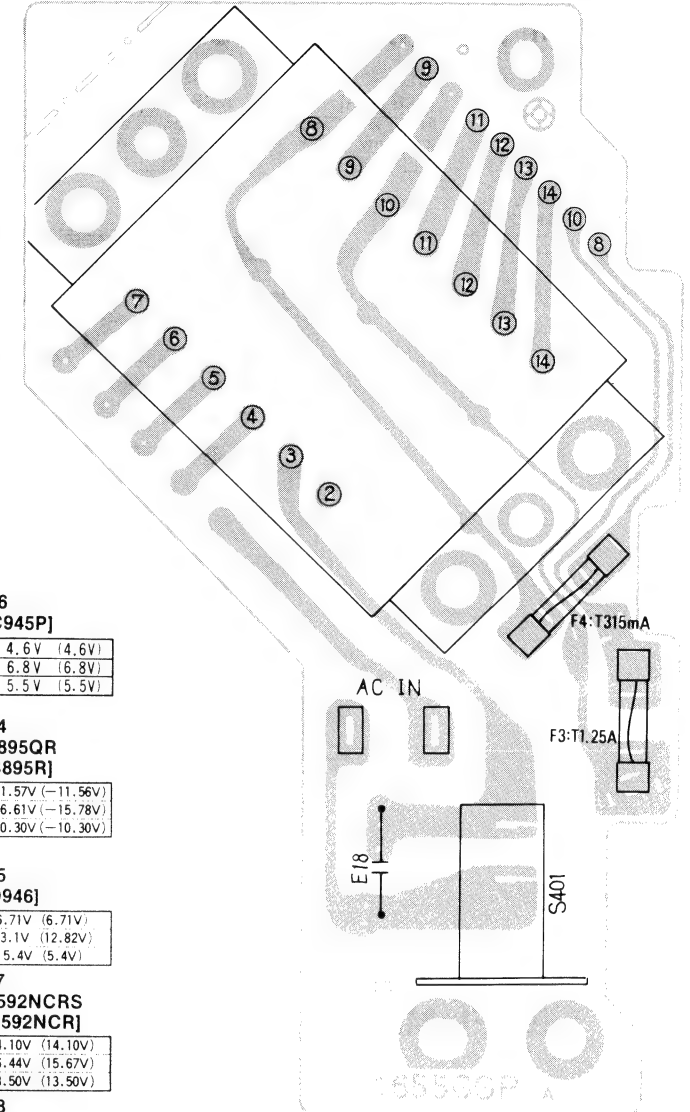 9
8
11
9
12
13
10
14
10
11
8
12
7
13
6
14
5
4
3
2
6
C945P]
4.6V (4.6V)
6.8V (6.8V)
5.5V (5.5V)
F4:T315mA
AC IN
F3:T1.25A
4
895QR
895R]
1.57V (−11.56V)
6.61V (−15.78V)
0.30V (−10.30V)
E18
S401
5
946]
6.71V (6.71V)
3.1V (12.82V)
5.4V (5.4V)
7
592NCRS
592NCR]
4.10V (14.10V)
5.44V (15.67V)
3.50V (13.50V)
A